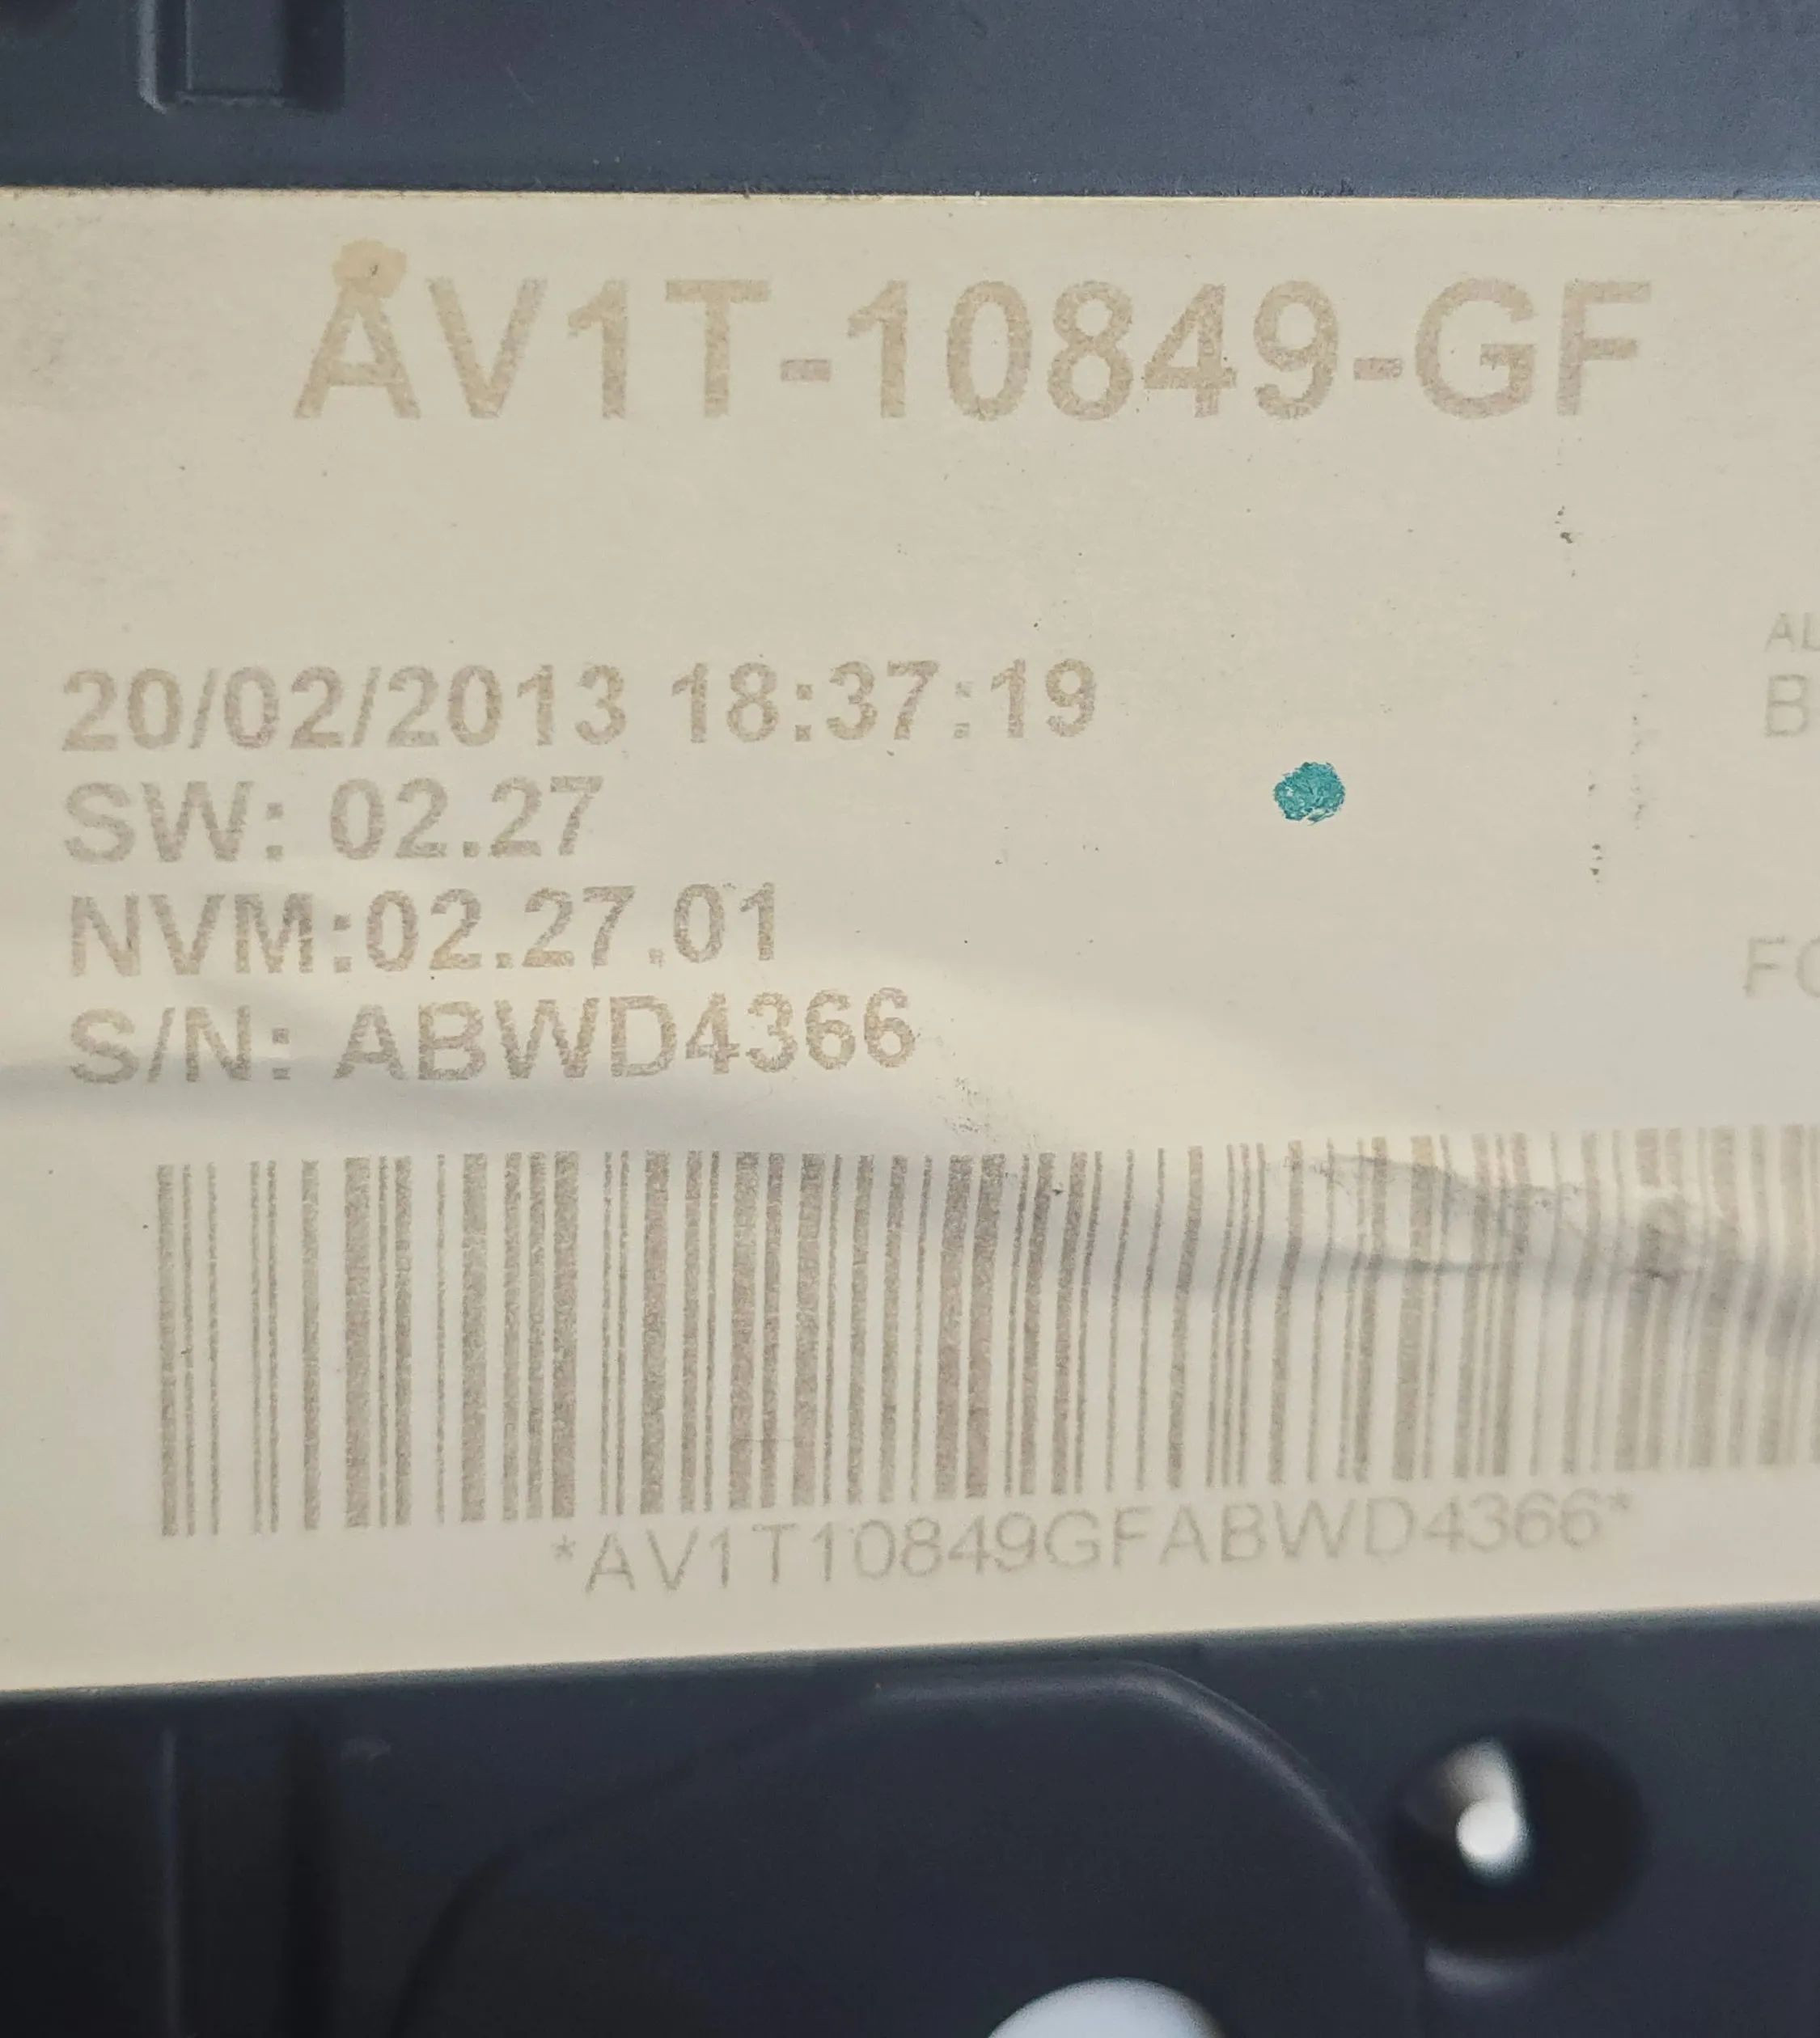 AV1T-10849-GF
20/02/2013 18:37:19
SW: 02.27
NVM:02.27.01
S/N: ABWD4366
*AV1T10849GFABWD4366*